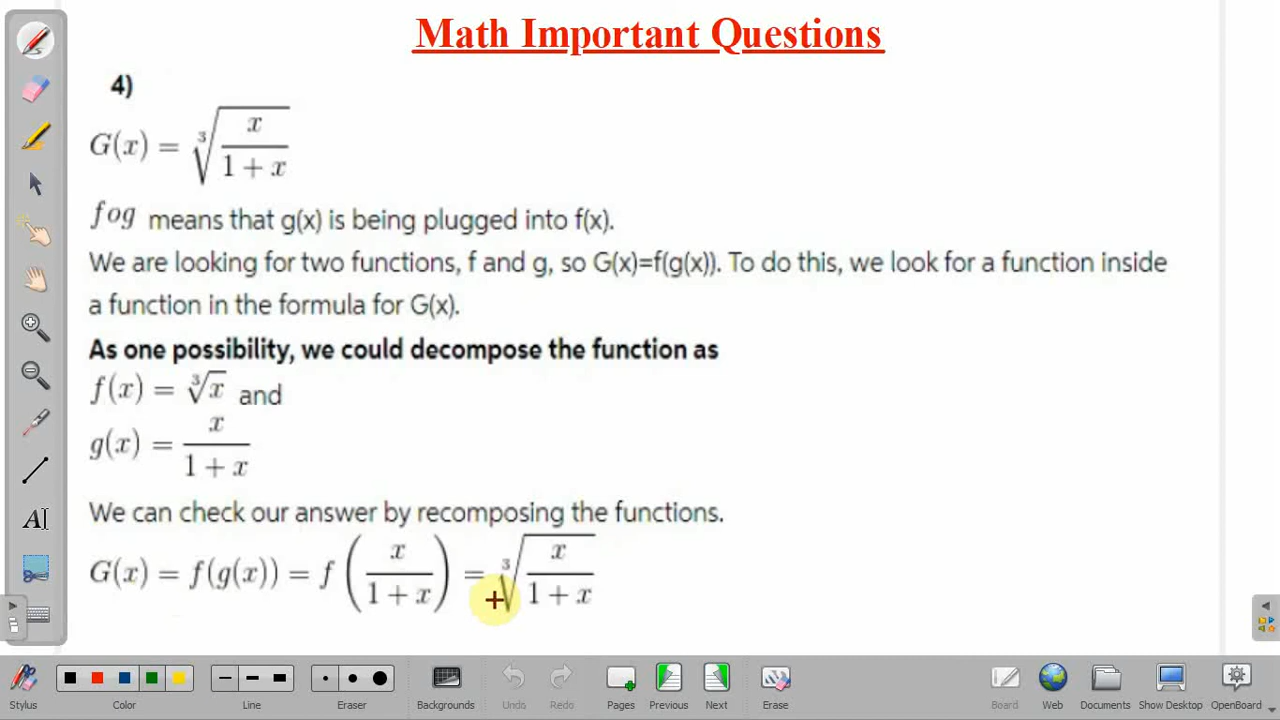 Math Important Questions
4)
G(x) = ∛(x/(1 + x))
fog means that g(x) is being plugged into f(x).
We are looking for two functions, f and g, so G(x)=f(g(x)). To do this, we look for a function inside
a function in the formula for G(x).
As one possibility, we could decompose the function as
f(x) = ∛x and
g(x) = x/(1 + x)
We can check our answer by recomposing the functions.
G(x) = f(g(x)) = f(x/(1 + x)) = ∛(x/(1 + x))
AI
Stylus Color Line Eraser Backgrounds Undo Redo Pages Previous Next Erase Board Web Documents Show Desktop OpenBoard